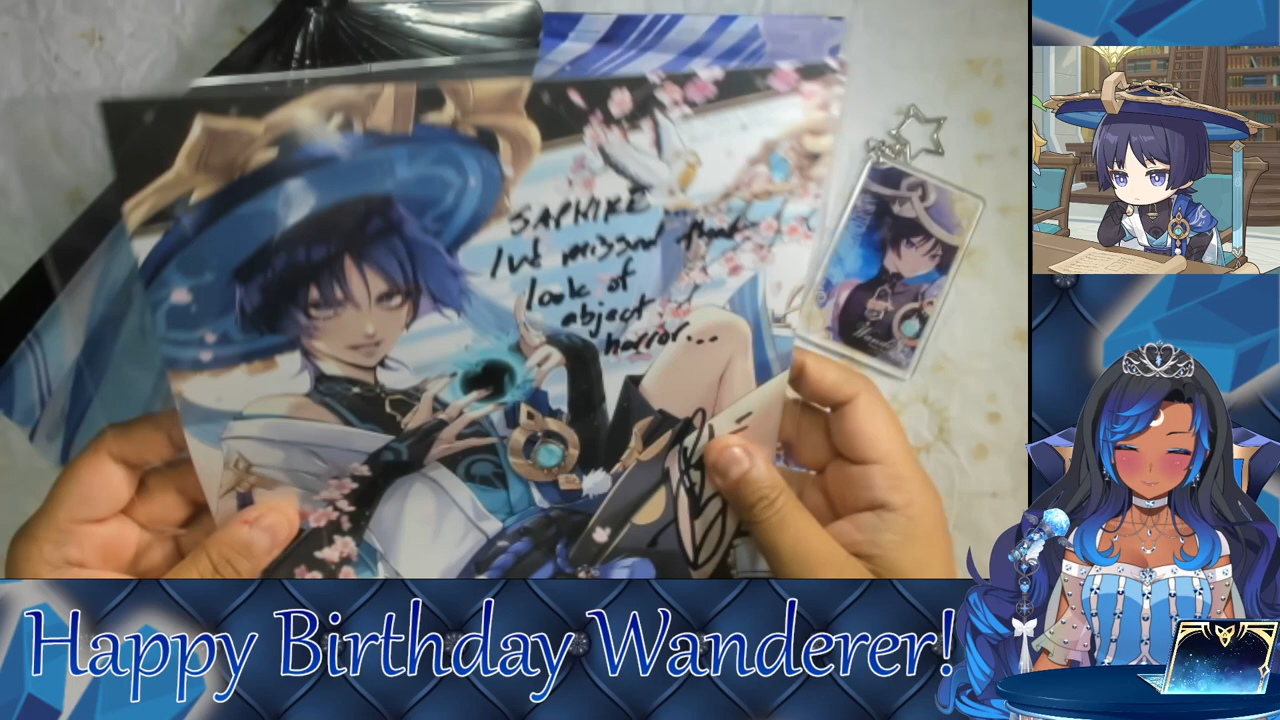 SAPHIRE
I've missed that
look of
abject
horror...
Happy Birthday Wanderer!